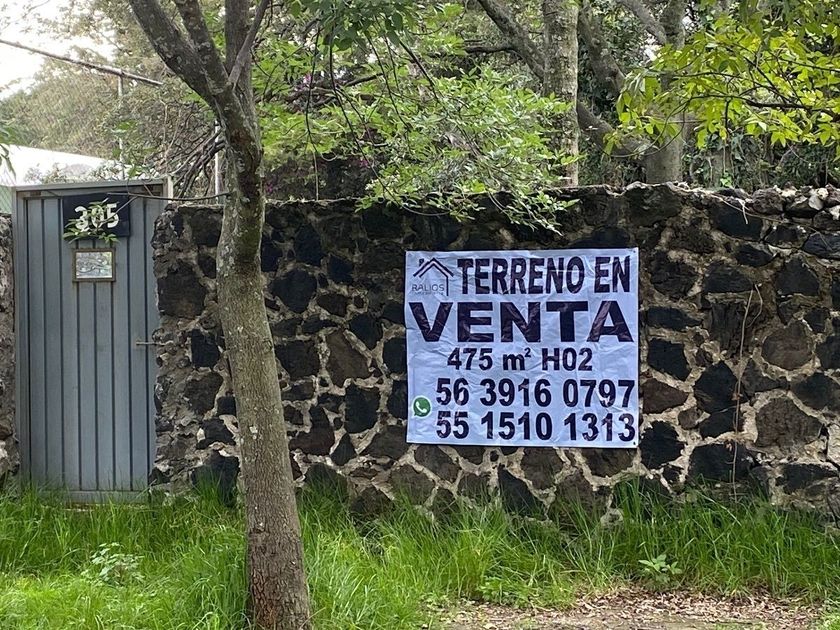 305
RALIOS
TERRENO EN
VENTA
475 m² H02
56 3916 0797
55 1510 1313